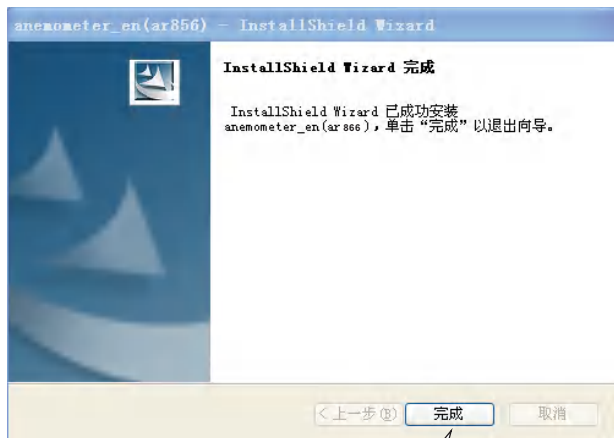 anemometer_en(ar856) - InstallShield Wizard
InstallShield Wizard 完成
InstallShield Wizard 已成功安装
anemometer_en(ar866)，单击“完成”以退出向导。
<上一步(B)
完成
取消